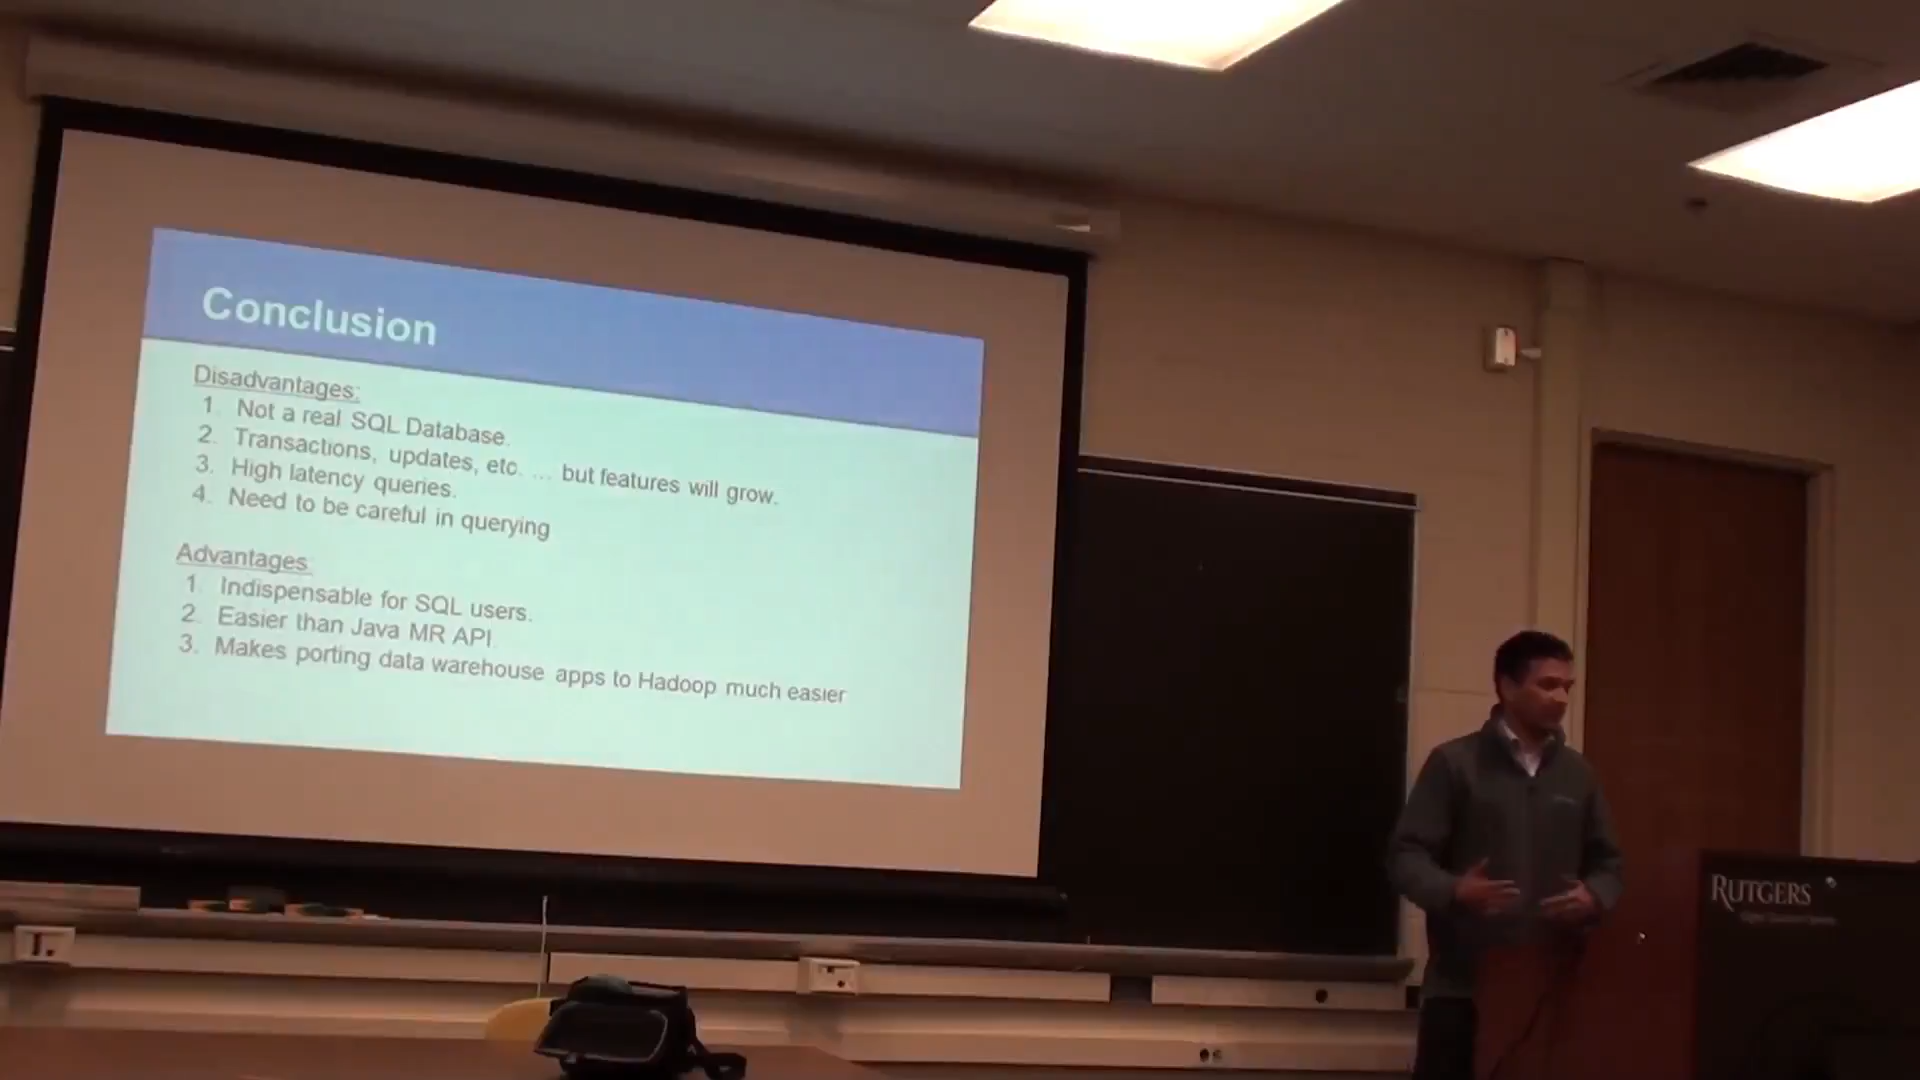 Conclusion
Disadvantages:
1. Not a real SQL Database.
2. Transactions, updates, etc. ... but features will grow.
3. High latency queries.
4. Need to be careful in querying
Advantages:
1. Indispensable for SQL users.
2. Easier than Java MR API.
3. Makes porting data warehouse apps to Hadoop much easier
RUTGERS